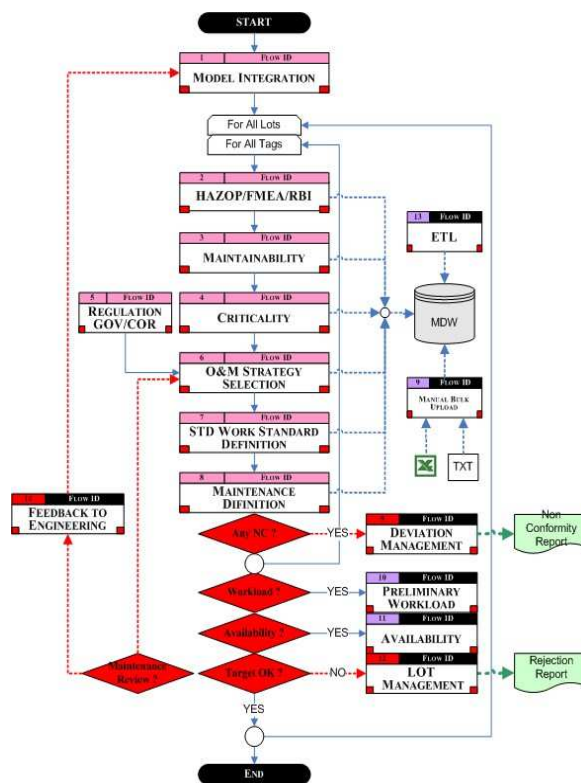 START
1 FLOW ID
MODEL INTEGRATION
For All Lots
For All Tags
2 FLOW ID
HAZOP/FMEA/RBI
13 FLOW ID
ETL
3 FLOW ID
MAINTAINABILITY
5 FLOW ID
REGULATION
GOV/COR
4 FLOW ID
CRITICALITY
MDW
6 FLOW ID
O&M STRATEGY
SELECTION
9 FLOW ID
MANUAL BULK
UPLOAD
7 FLOW ID
STD WORK STANDARD
DEFINITION
TXT
8 FLOW ID
MAINTENANCE
DEFINITION
FLOW ID
FEEDBACK TO
ENGINEERING
Any NC ?
YES
FLOW ID
DEVIATION
MANAGEMENT
Non
Conformity
Report
Workload ?
YES
10 FLOW ID
PRELIMINARY
WORKLOAD
Availability ?
YES
11 FLOW ID
AVAILABILITY
Maintenance
Review ?
Target OK ?
NO
12 FLOW ID
LOT
MANAGEMENT
Rejection
Report
YES
END